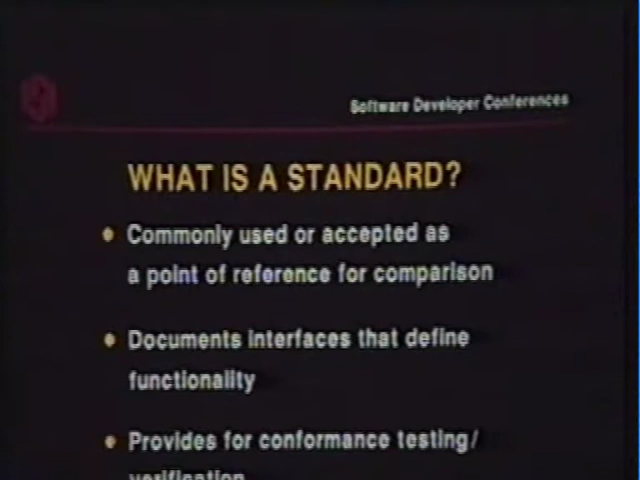 Software Developer Conferences
WHAT IS A STANDARD?
• Commonly used or accepted as
a point of reference for comparison
• Documents interfaces that define
functionality
• Provides for conformance testing/
verification